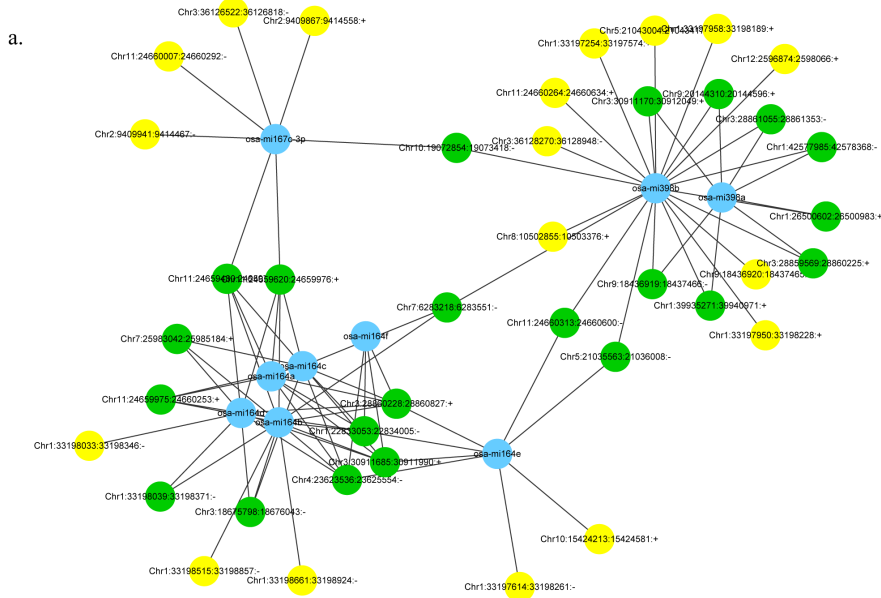 Chr3:36126522:36126818:-
Chr2:9409867:9414558:+
a.
Chr11:24660007:24660292:-
Chr2:9409941:9414467:-
osa-mi167c-3p
Chr10:19072854:19073418:-
Chr5:21043004:
Chr1:33197958:33198189:+
Chr1:33197254:33197574:
Chr12:2596874:2598066:+
Chr11:24660264:24660634:+
Chr9:20144310:20144596:+
Chr3:30911170:30912049:+
Chr3:28861055:28861353:-
Chr3:36128270:36128948:-
Chr1:42577985:42578368:-
osa-mi398b
osa-mi398a
Chr1:26500602:26500983:+
Chr8:10502855:10503376:+
Chr3:28859569:28860225:+
Chr9:18436920:18437465:
Chr9:18436919:18437466:-
Chr1:39935271:39940971:+
Chr1:33197950:33198228:+
Chr7:6283218:6283551:-
Chr11:24660313:24660600:-
Chr5:21035563:21036008:-
24659620:24659976:+
Chr7:25983042:25985184:+
osa-mi164f
osa-mi164c
osa-mi164a
Chr11:24659975:24660253:+
Chr3:28860228:28860827:+
osa-mi164d
osa-mi164b
Chr1:22833053:22834005:-
Chr1:33198033:33198346:-
osa-mi164e
Chr3:30911685:30911990:+
Chr4:23623536:23625554:-
Chr1:33198039:33198371:-
Chr3:18675798:18676043:-
Chr10:15424213:15424581:+
Chr1:33198515:33198857:-
Chr1:33198661:33198924:-
Chr1:33197614:33198261:-